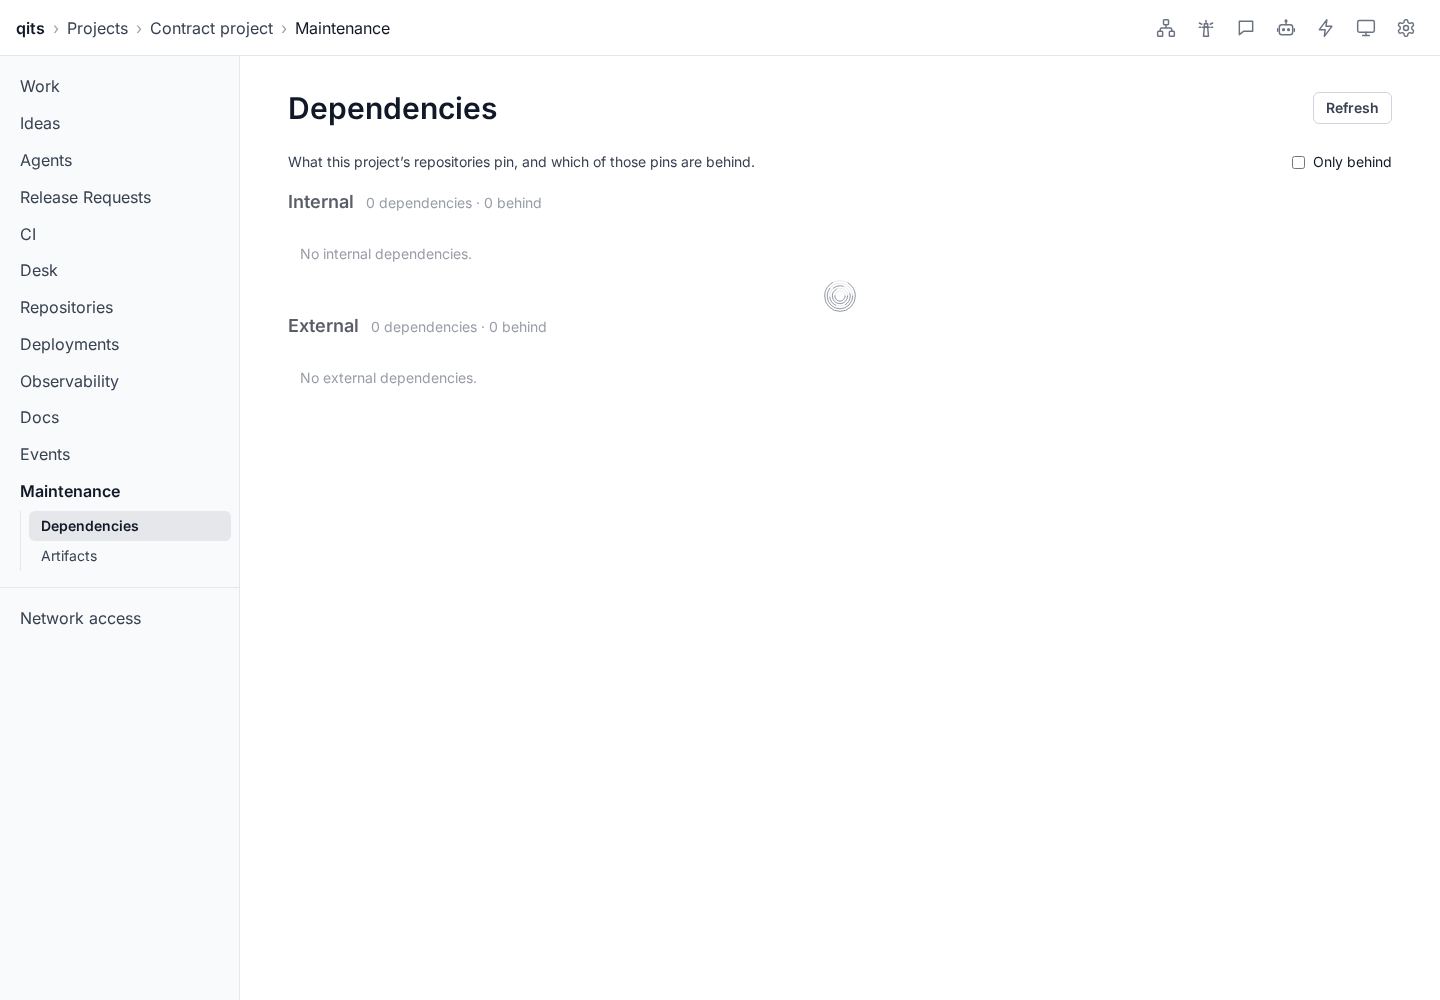 qits › Projects › Contract project › Maintenance
Work
Ideas
Agents
Release Requests
CI
Desk
Repositories
Deployments
Observability
Docs
Events
Maintenance
Dependencies
Artifacts
Network access
Dependencies
Refresh
What this project’s repositories pin, and which of those pins are behind.
Only behind
Internal 0 dependencies · 0 behind
No internal dependencies.
External 0 dependencies · 0 behind
No external dependencies.